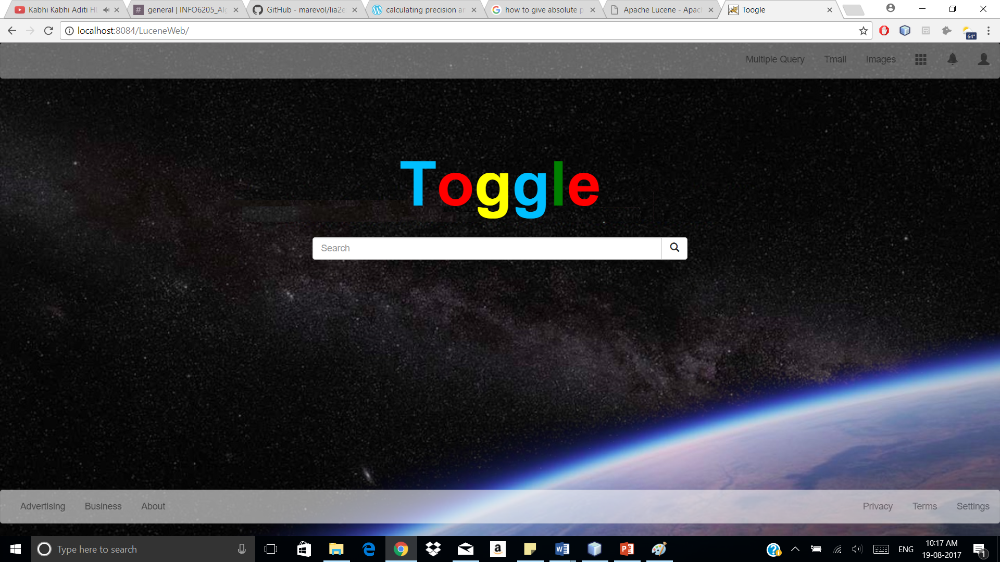 Kabhi Kabhi Aditi H
general | INFO6205_Alg
GitHub - marevol/lia2e
calculating precision ar
how to give absolute p
Apache Lucene - Apac
Toogle
localhost:8084/LuceneWeb/
64°
Multiple Query Tmail Images
Toggle
Search
Advertising Business About Privacy Terms Settings
Type here to search
ENG
10:17 AM
19-08-2017
1